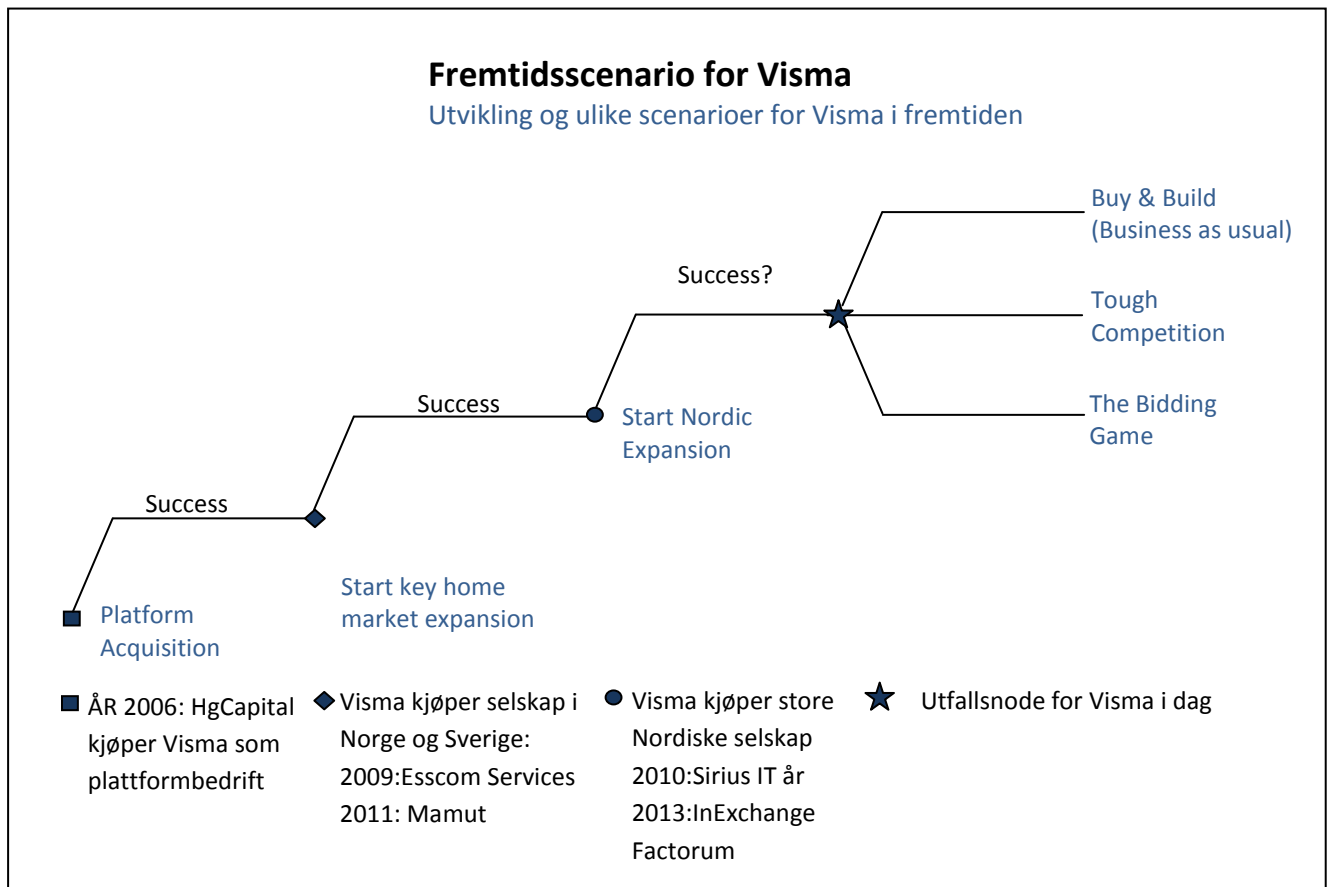 Fremtidsscenario for Visma
Utvikling og ulike scenarioer for Visma i fremtiden
Buy & Build
(Business as usual)
Success?
Tough
Competition
Success
Start Nordic
Expansion
The Bidding
Game
Success
Start key home
market expansion
Platform
Acquisition
ÅR 2006: HgCapital
kjøper Visma som
plattformbedrift
Visma kjøper selskap i
Norge og Sverige:
2009:Esscom Services
2011: Mamut
Visma kjøper store
Nordiske selskap
2010:Sirius IT år
2013:InExchange
Factorum
Utfallsnode for Visma i dag